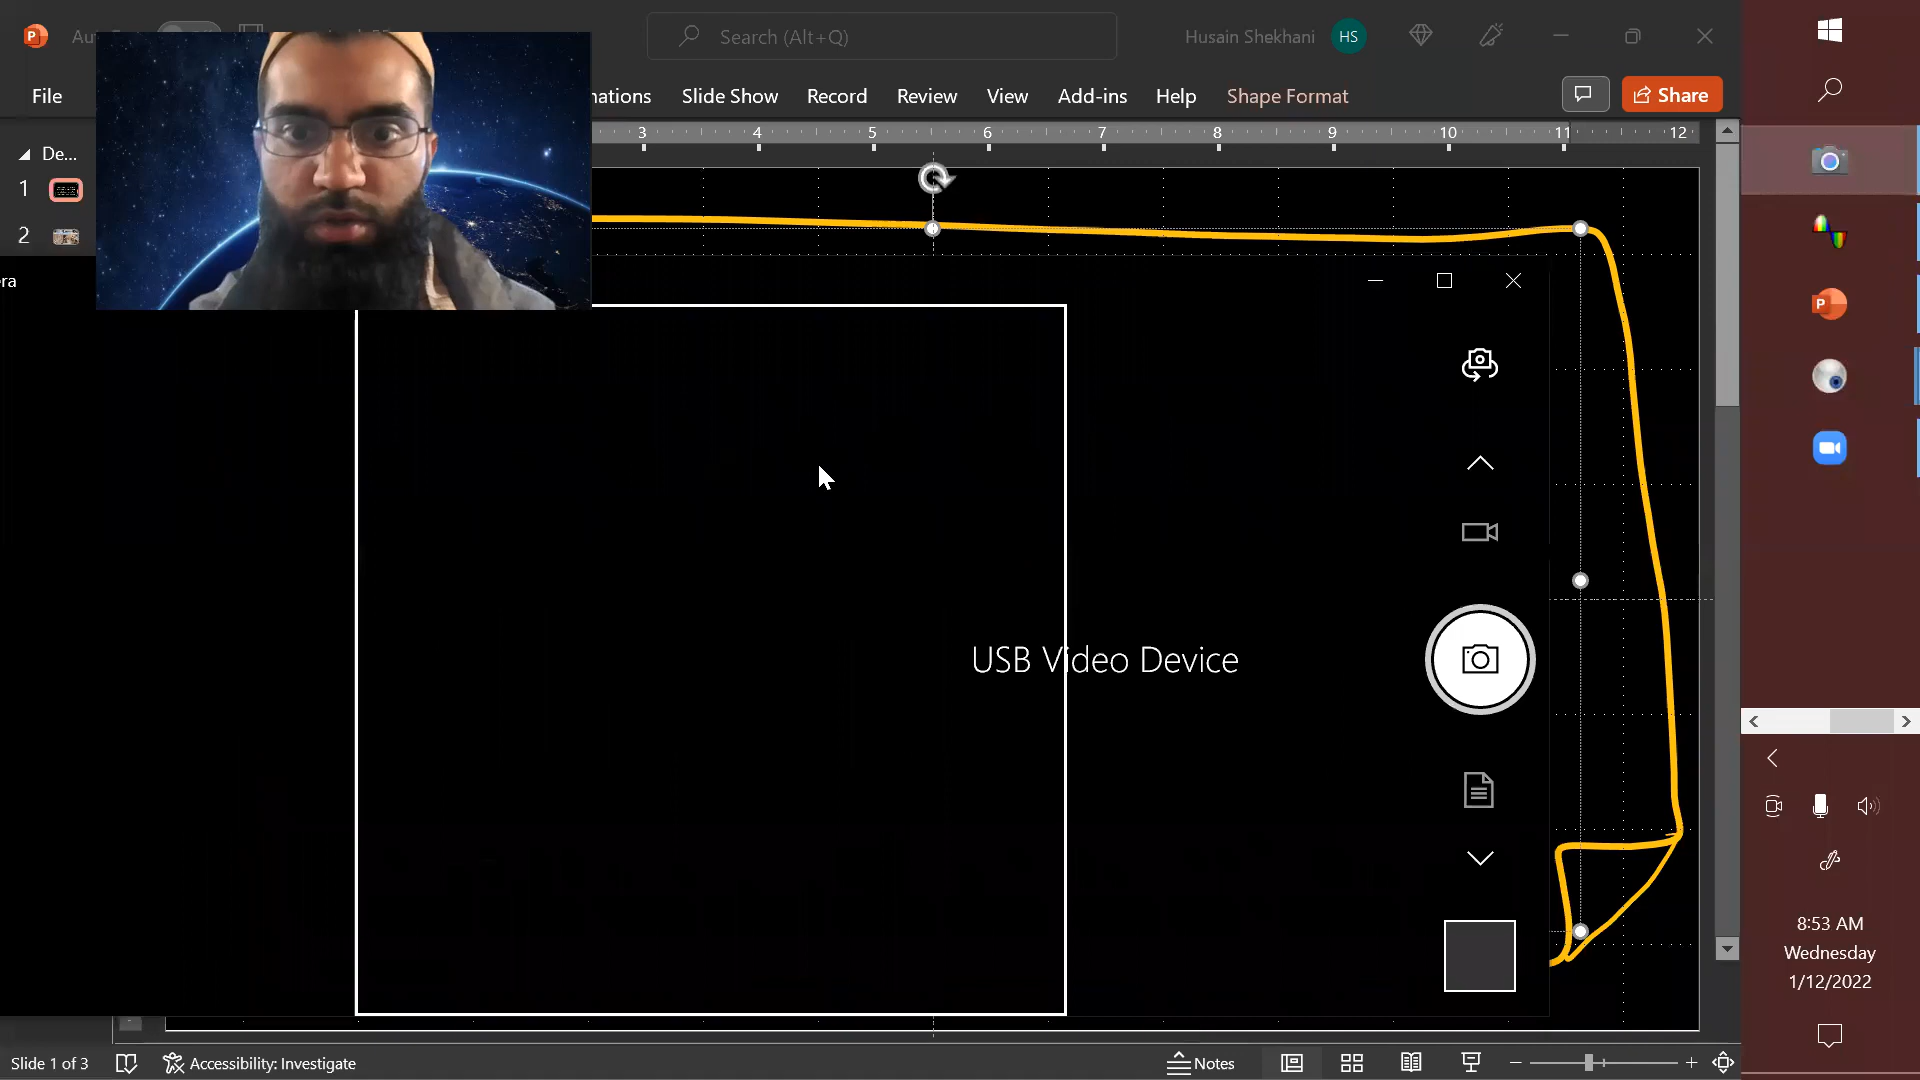 Search (Alt+Q)
Husain Shekhani
HS
File
nations
Slide Show
Record
Review
View
Add-ins
Help
Shape Format
Share
3
4
5
6
7
8
9
10
11
12
De...
1
2
era
USB Video Device
8:53 AM
Wednesday
1/12/2022
Slide 1 of 3
Accessibility: Investigate
Notes